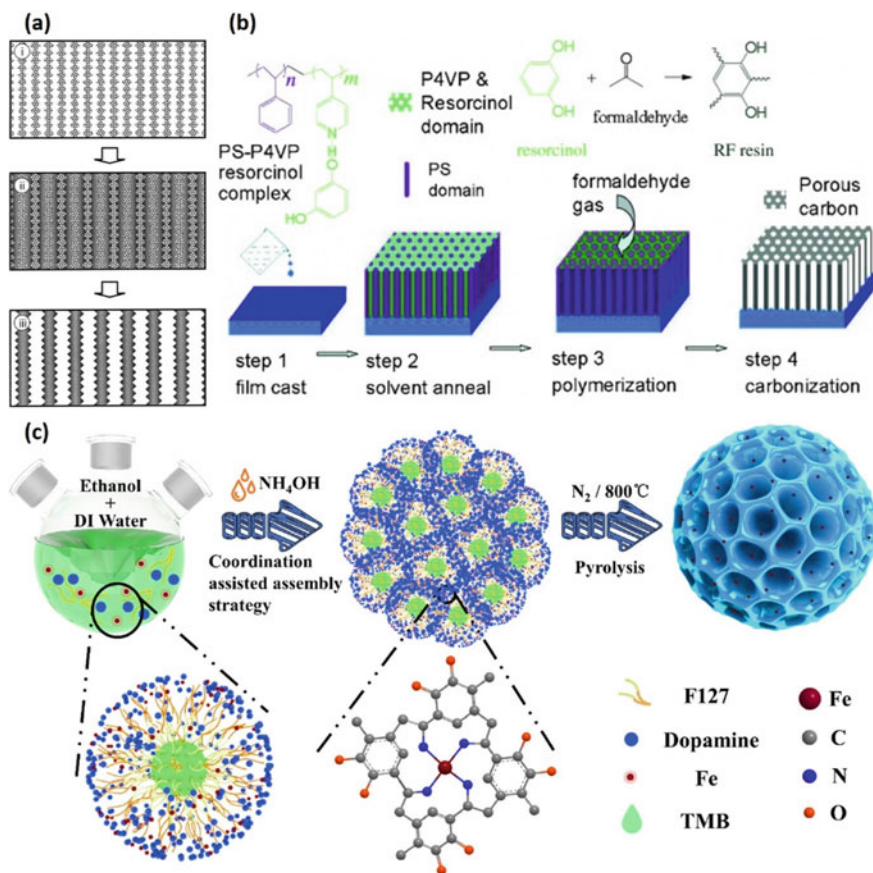 (a)
i
ii
iii
(b)
n
m
N
H
O
HO
PS-P4VP
resorcinol
complex
P4VP &
Resorcinol
domain
PS
domain
OH
OH
resorcinol
+
O
formaldehyde
OH
OH
RF resin
formaldehyde
gas
Porous
carbon
step 1
film cast
step 2
solvent anneal
step 3
polymerization
step 4
carbonization
(c)
Ethanol
+
DI Water
NH₄OH
Coordination
assisted assembly
strategy
N₂ / 800℃
Pyrolysis
F127
Dopamine
Fe
TMB
Fe
C
N
O